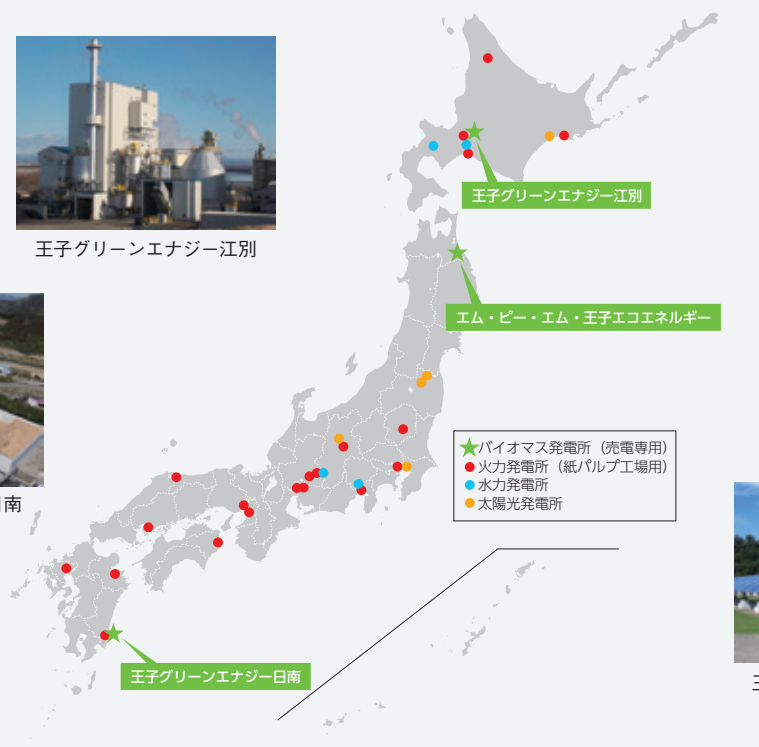 王子グリーンエナジー江別
王子グリーンエナジー江別
エム・ピー・エム・王子エコエネルギー
バイオマス発電所（売電専用）
火力発電所（紙パルプ工場用）
水力発電所
太陽光発電所
南
王子グリーンエナジー日南